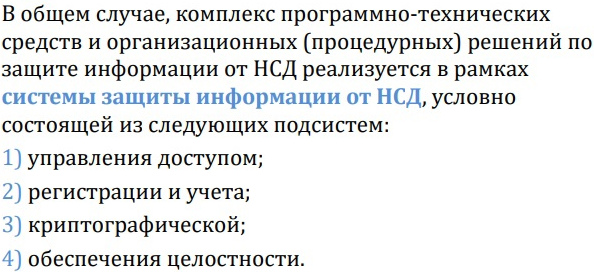 В общем случае, комплекс программно-технических
средств и организационных (процедурных) решений по
защите информации от НСД реализуется в рамках
системы защиты информации от НСД, условно
состоящей из следующих подсистем:
1) управления доступом;
2) регистрации и учета;
3) криптографической;
4) обеспечения целостности.